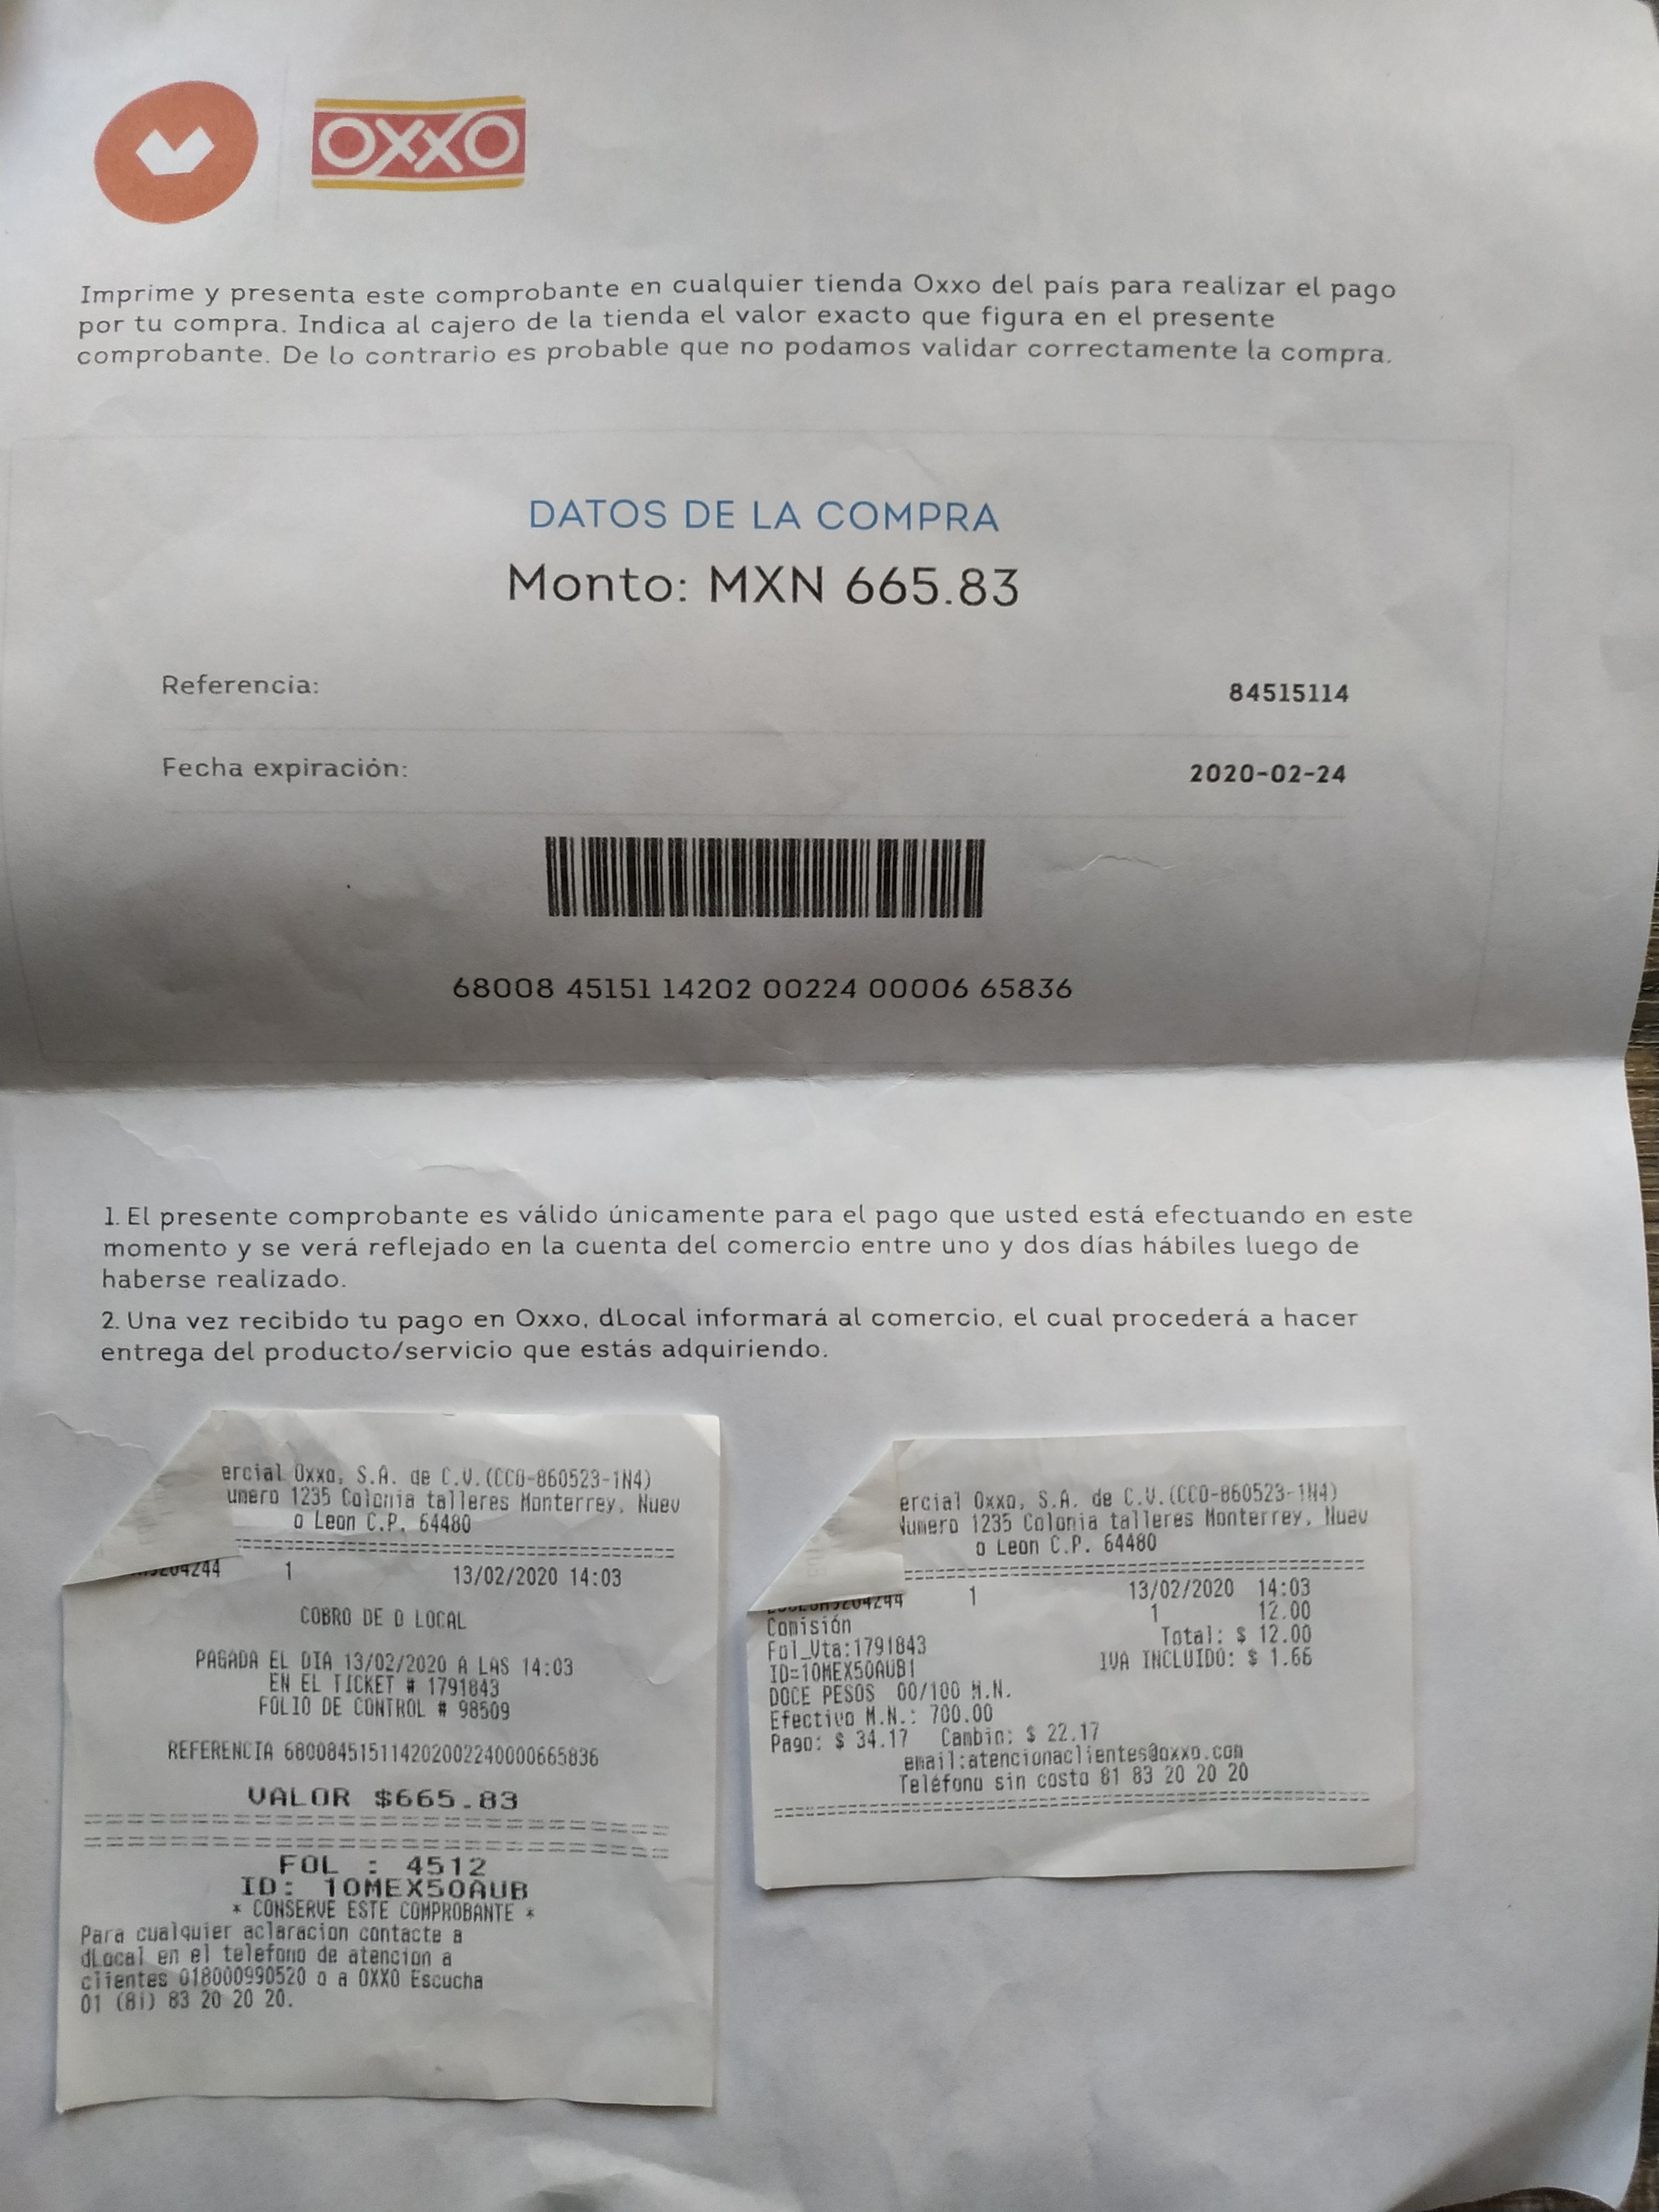 OXXO
Imprime y presenta este comprobante en cualquier tienda Oxxo del país para realizar el pago
por tu compra. Indica al cajero de la tienda el valor exacto que figura en el presente
comprobante. De lo contrario es probable que no podamos validar correctamente la compra.
DATOS DE LA COMPRA
Monto: MXN 665.83
Referencia: 84515114
Fecha expiración: 2020-02-24
68008 45151 14202 00224 00006 65836
1. El presente comprobante es válido únicamente para el pago que usted está efectuando en este
momento y se verá reflejado en la cuenta del comercio entre uno y dos días hábiles luego de
haberse realizado.
2. Una vez recibido tu pago en Oxxo, dLocal informará al comercio, el cual procederá a hacer
entrega del producto/servicio que estás adquiriendo.
ercial Oxxo, S.A. de C.V.(CCO-860523-1N4)
umero 1235 Colonia talleres Monterrey, Nuev
o Leon C.P. 64480
1 13/02/2020 14:03
COBRO DE D LOCAL
PAGADA EL DIA 13/02/2020 A LAS 14:03
EN EL TICKET # 1791843
FOLIO DE CONTROL # 98509
REFERENCIA 680084515114202002240000665836
VALOR $665.83
FOL : 4512
ID: 10MEX50AUB
* CONSERVE ESTE COMPROBANTE *
Para cualquier aclaracion contacte a
dLocal en el telefono de atencion a
clientes 018000990520 o a OXXO Escucha
01 (81) 83 20 20 20.
ercial Oxxo, S.A. de C.V.(CCO-860523-1N4)
Numero 1235 Colonia talleres Monterrey, Nuev
o Leon C.P. 64480
1 13/02/2020 14:03
Comisión 1 12.00
Fol_Vta:1791843 Total: $ 12.00
ID=10MEX50AUB1 IVA INCLUIDO: $ 1.66
DOCE PESOS 00/100 M.N.
Efectivo M.N.: 700.00
Pago: $ 34.17 Cambio: $ 22.17
email:atencionaclientes@oxxo.com
Teléfono sin costo 81 83 20 20 20